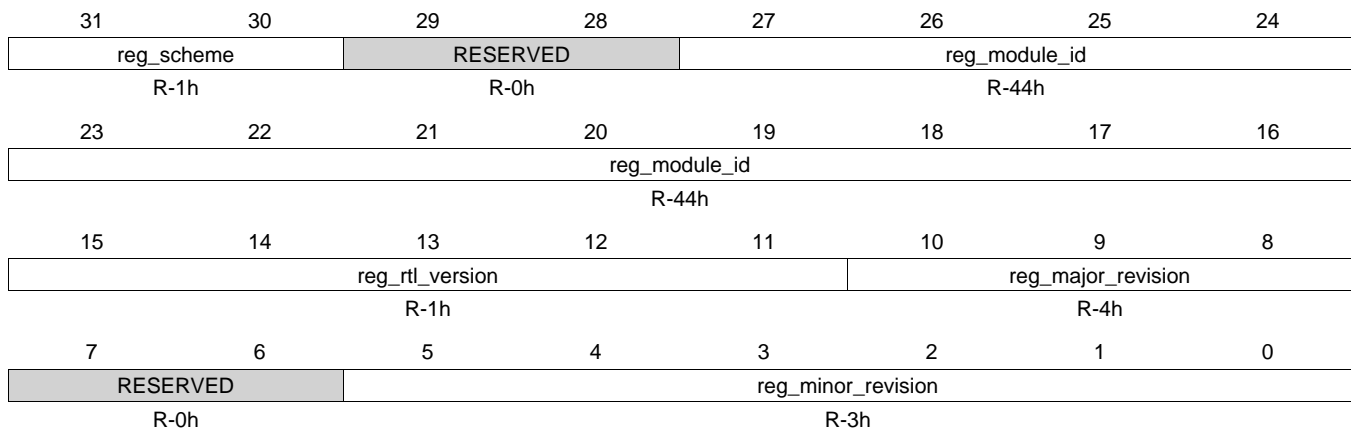 31 30 29 28 27 26 25 24
reg_scheme RESERVED reg_module_id
R-1h R-0h R-44h
23 22 21 20 19 18 17 16
reg_module_id
R-44h
15 14 13 12 11 10 9 8
reg_rtl_version reg_major_revision
R-1h R-4h
7 6 5 4 3 2 1 0
RESERVED reg_minor_revision
R-0h R-3h